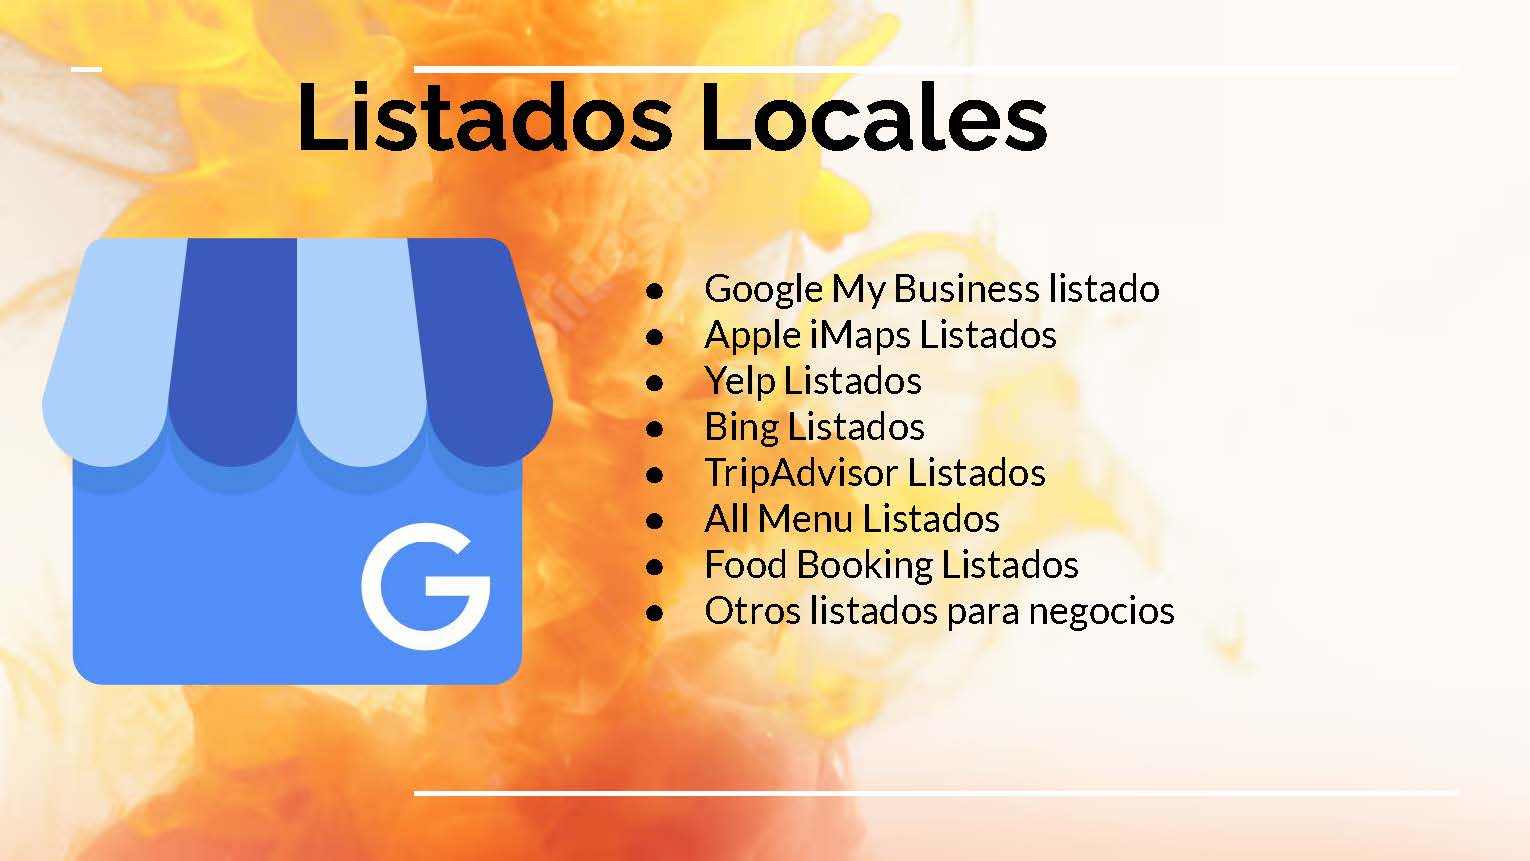 Listados Locales
● Google My Business listado
● Apple iMaps Listados
● Yelp Listados
● Bing Listados
● TripAdvisor Listados
● All Menu Listados
● Food Booking Listados
● Otros listados para negocios
G